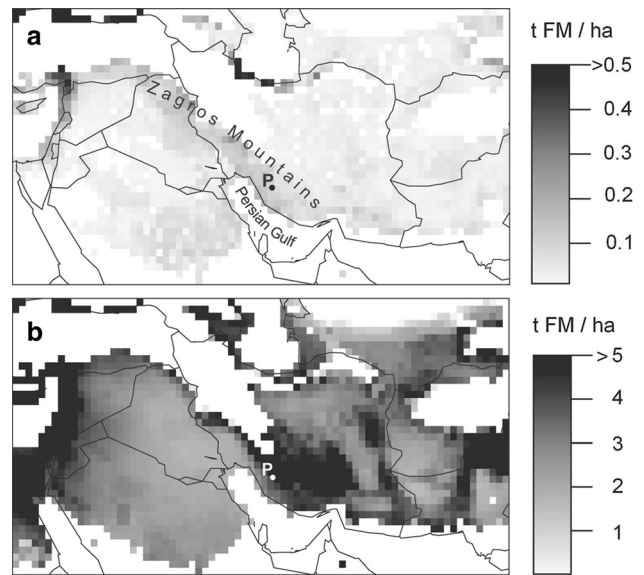 a
Zagros Mountains
P
Persian Gulf
t FM / ha
>0.5
0.4
0.3
0.2
0.1
b
P
t FM / ha
> 5
4
3
2
1